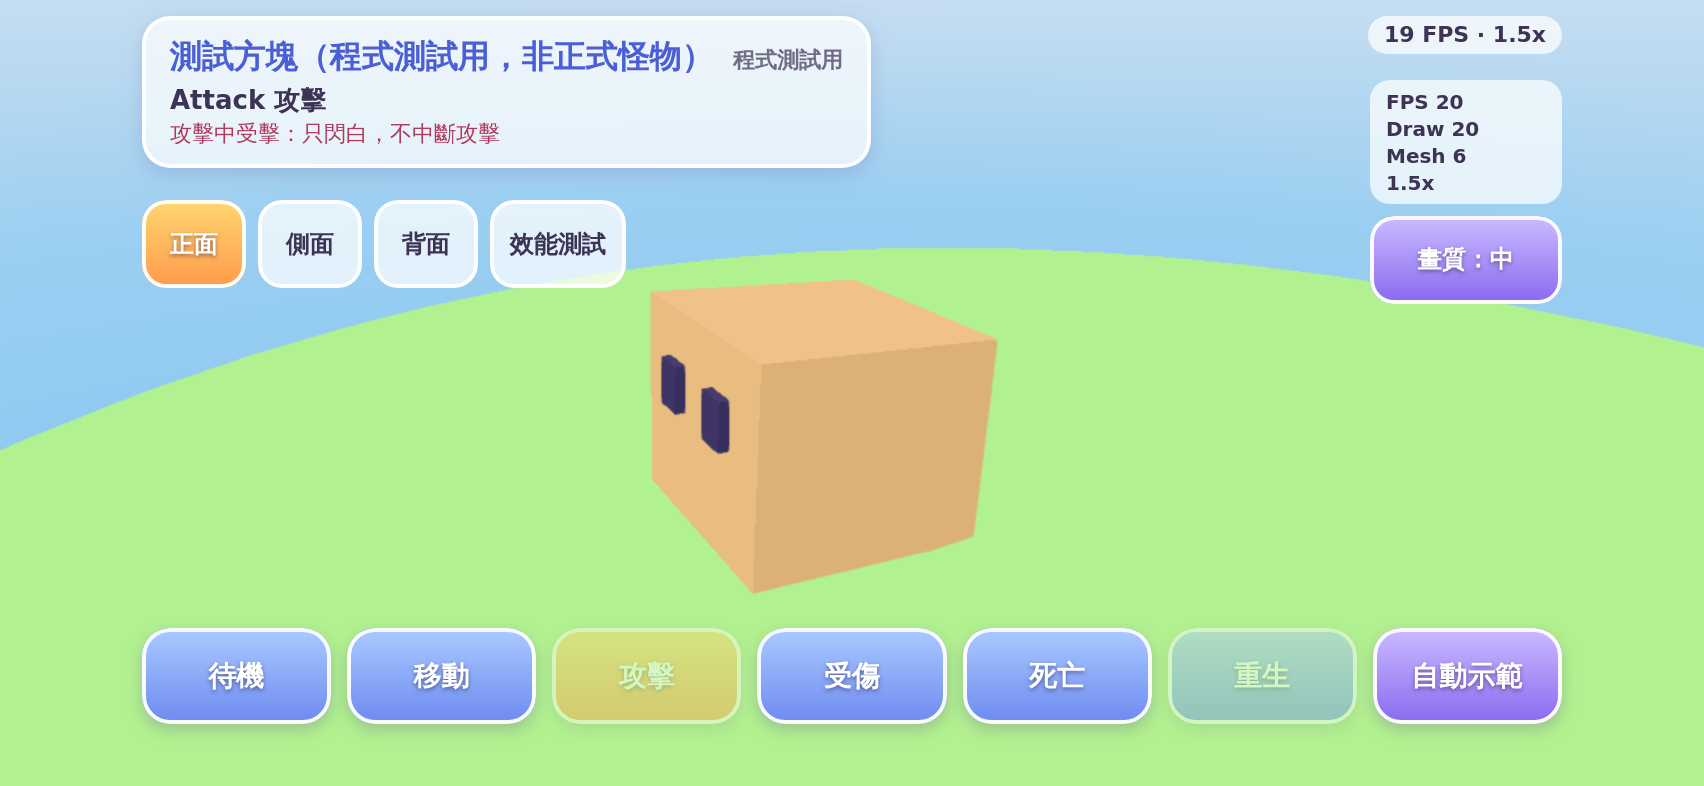 測試方塊（程式測試用，非正式怪物） 程式測試用
Attack 攻擊
攻擊中受擊：只閃白，不中斷攻擊
19 FPS · 1.5x
FPS 20
Draw 20
Mesh 6
1.5x
正面 側面 背面 效能測試
畫質：中
待機 移動 攻擊 受傷 死亡 重生 自動示範